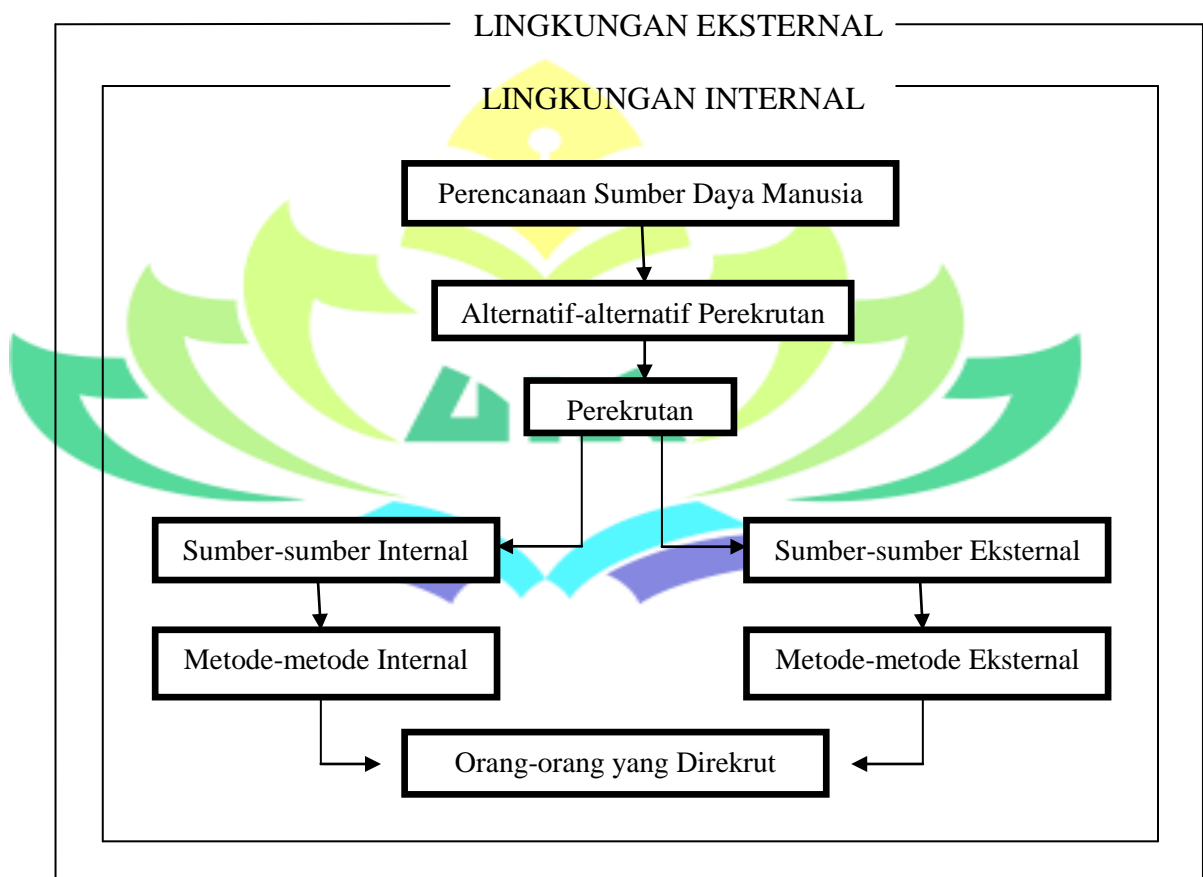 LINGKUNGAN EKSTERNAL
LINGKUNGAN INTERNAL
Perencanaan Sumber Daya Manusia
Alternatif-alternatif Perekrutan
Perekrutan
Sumber-sumber Internal
Sumber-sumber Eksternal
Metode-metode Internal
Metode-metode Eksternal
Orang-orang yang Direkrut